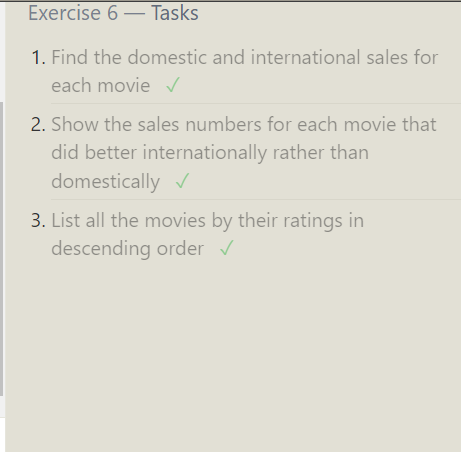 Exercise 6 — Tasks
1. Find the domestic and international sales for
each movie ✓
2. Show the sales numbers for each movie that
did better internationally rather than
domestically ✓
3. List all the movies by their ratings in
descending order ✓